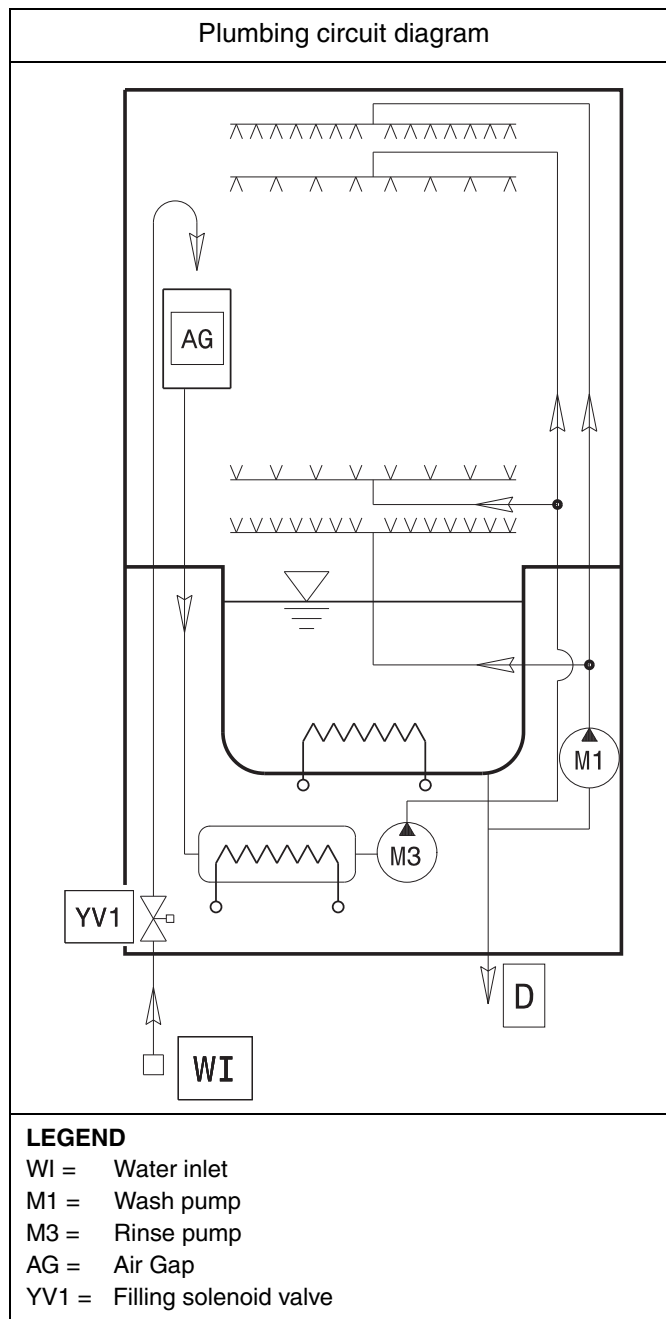 Plumbing circuit diagram
AG
M1
M3
YV1
D
WI
LEGEND
WI = Water inlet
M1 = Wash pump
M3 = Rinse pump
AG = Air Gap
YV1 = Filling solenoid valve